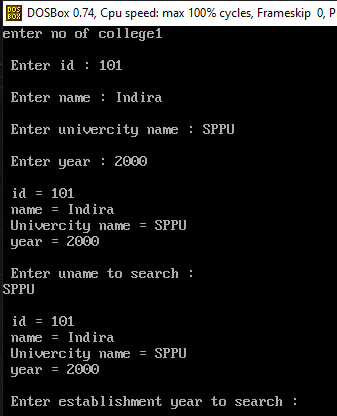 DOS BOX DOSBox 0.74, Cpu speed: max 100% cycles, Frameskip 0, P
enter no of college1
Enter id : 101
Enter name : Indira
Enter univercity name : SPPU
Enter year : 2000
id = 101
name = Indira
Univercity name = SPPU
year = 2000
Enter uname to search :
SPPU
id = 101
name = Indira
Univercity name = SPPU
year = 2000
Enter establishment year to search :